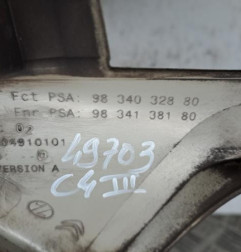 Fct PSA: 98 340 328 80
Fnr PSA: 98 341 381 80
04910101
49703
VERSION A
C4 III